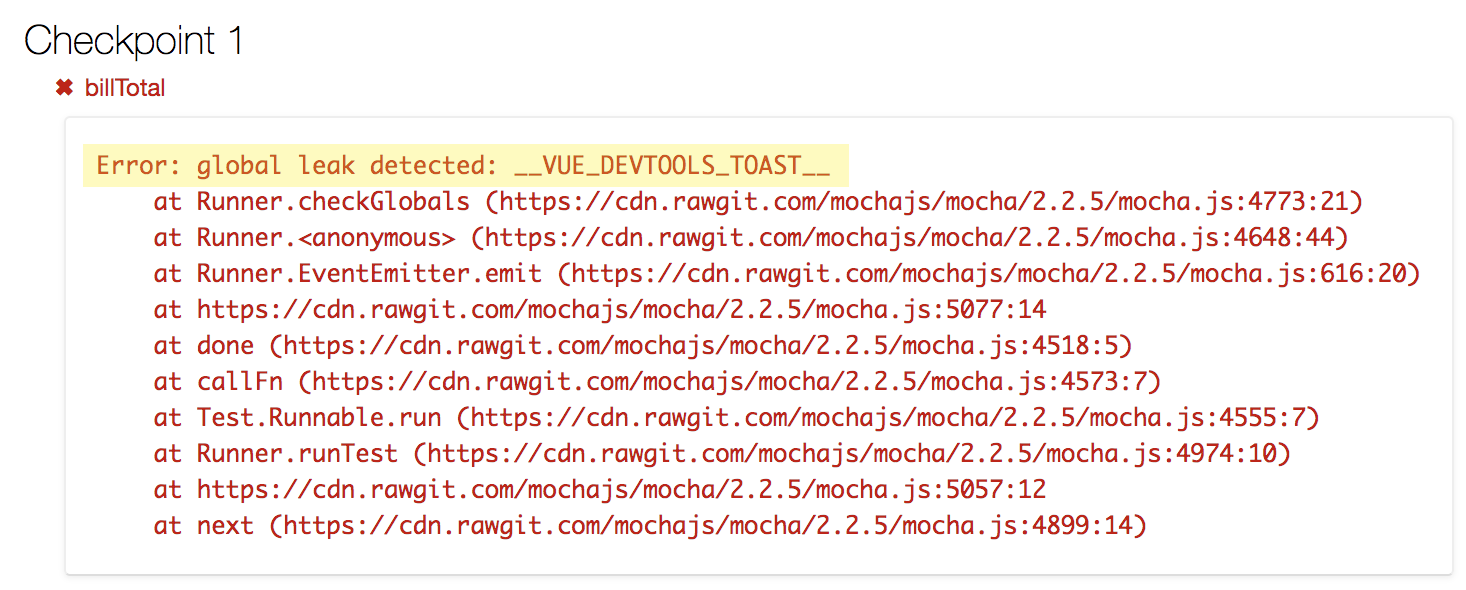 Checkpoint 1
✖ billTotal
Error: global leak detected: __VUE_DEVTOOLS_TOAST__
at Runner.checkGlobals (https://cdn.rawgit.com/mochajs/mocha/2.2.5/mocha.js:4773:21)
at Runner.<anonymous> (https://cdn.rawgit.com/mochajs/mocha/2.2.5/mocha.js:4648:44)
at Runner.EventEmitter.emit (https://cdn.rawgit.com/mochajs/mocha/2.2.5/mocha.js:616:20)
at https://cdn.rawgit.com/mochajs/mocha/2.2.5/mocha.js:5077:14
at done (https://cdn.rawgit.com/mochajs/mocha/2.2.5/mocha.js:4518:5)
at callFn (https://cdn.rawgit.com/mochajs/mocha/2.2.5/mocha.js:4573:7)
at Test.Runnable.run (https://cdn.rawgit.com/mochajs/mocha/2.2.5/mocha.js:4555:7)
at Runner.runTest (https://cdn.rawgit.com/mochajs/mocha/2.2.5/mocha.js:4974:10)
at https://cdn.rawgit.com/mochajs/mocha/2.2.5/mocha.js:5057:12
at next (https://cdn.rawgit.com/mochajs/mocha/2.2.5/mocha.js:4899:14)